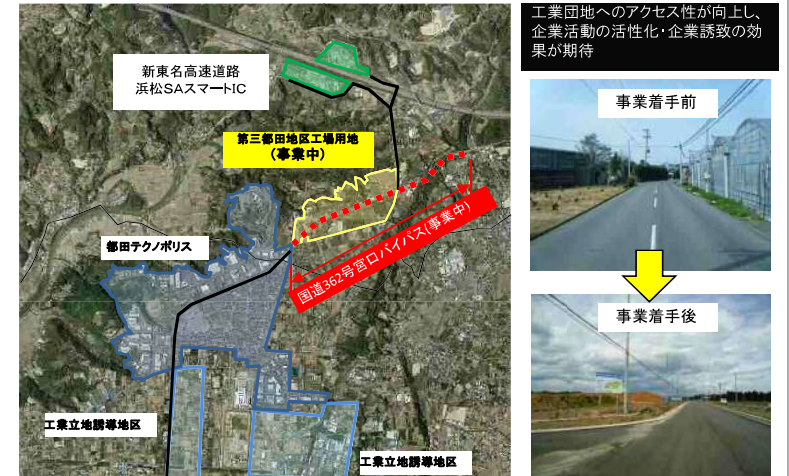 新東名高速道路
浜松SAスマートIC
第三都田地区工場用地
(事業中)
都田テクノポリス
国道362号宮口バイパス(事業中)
工業立地誘導地区
工業立地誘導地区
工業団地へのアクセス性が向上し、
企業活動の活性化・企業誘致の効
果が期待
事業着手前
事業着手後